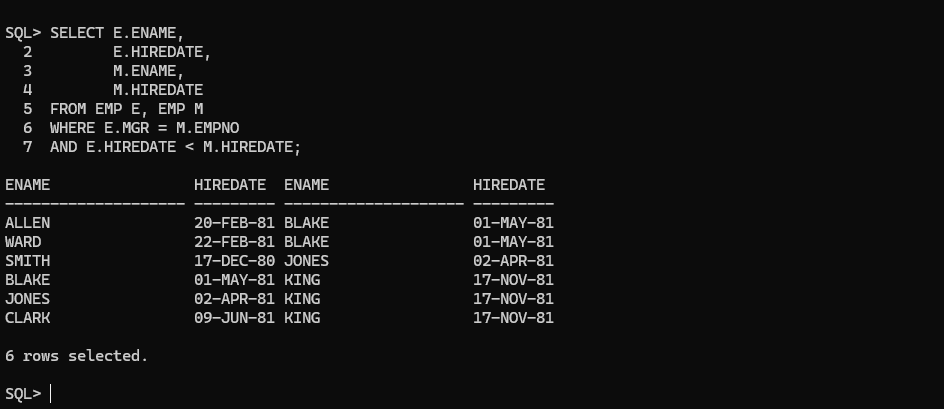 SQL> SELECT E.ENAME,
  2         E.HIREDATE,
  3         M.ENAME,
  4         M.HIREDATE
  5  FROM EMP E, EMP M
  6  WHERE E.MGR = M.EMPNO
  7  AND E.HIREDATE < M.HIREDATE;

ENAME                HIREDATE  ENAME                HIREDATE
-------------------- --------- -------------------- ---------
ALLEN                20-FEB-81 BLAKE                01-MAY-81
WARD                 22-FEB-81 BLAKE                01-MAY-81
SMITH                17-DEC-80 JONES                02-APR-81
BLAKE                01-MAY-81 KING                 17-NOV-81
JONES                02-APR-81 KING                 17-NOV-81
CLARK                09-JUN-81 KING                 17-NOV-81

6 rows selected.

SQL>